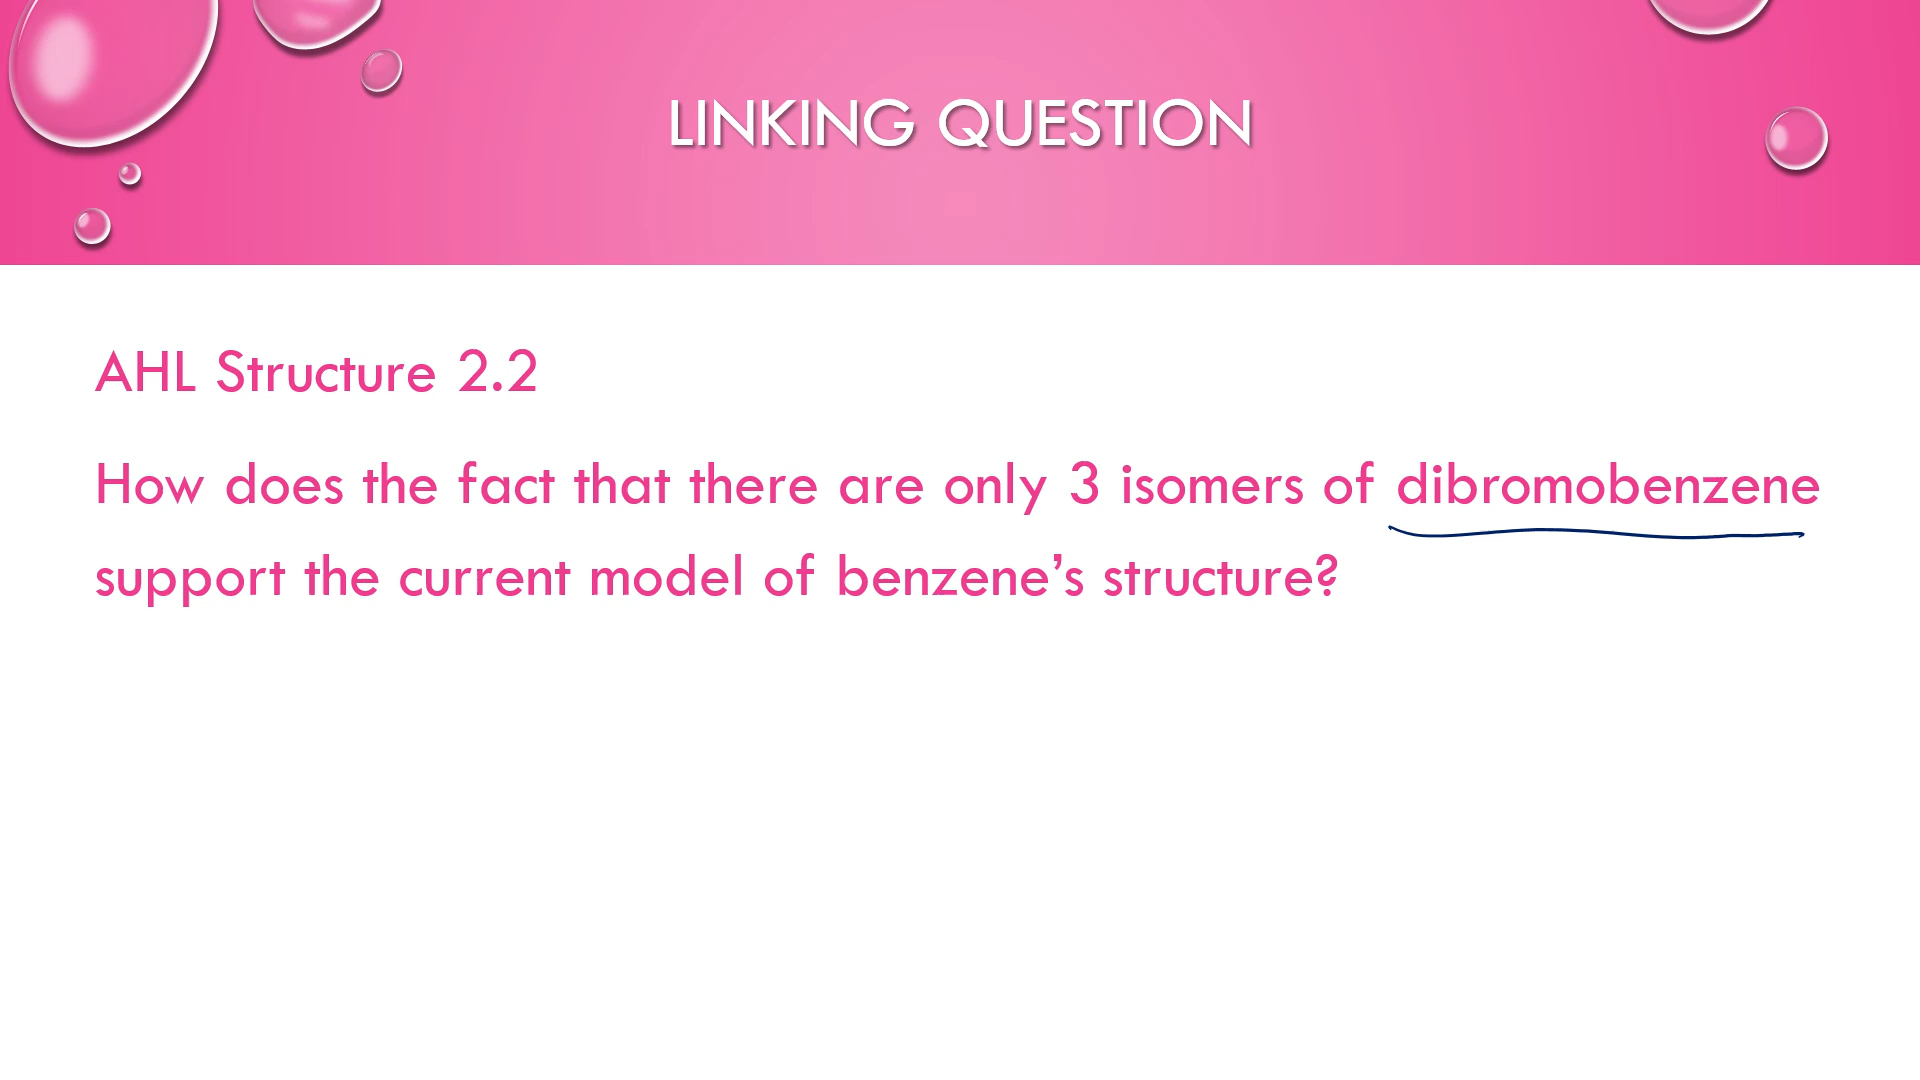 LINKING QUESTION
AHL Structure 2.2
How does the fact that there are only 3 isomers of dibromobenzene
support the current model of benzene’s structure?